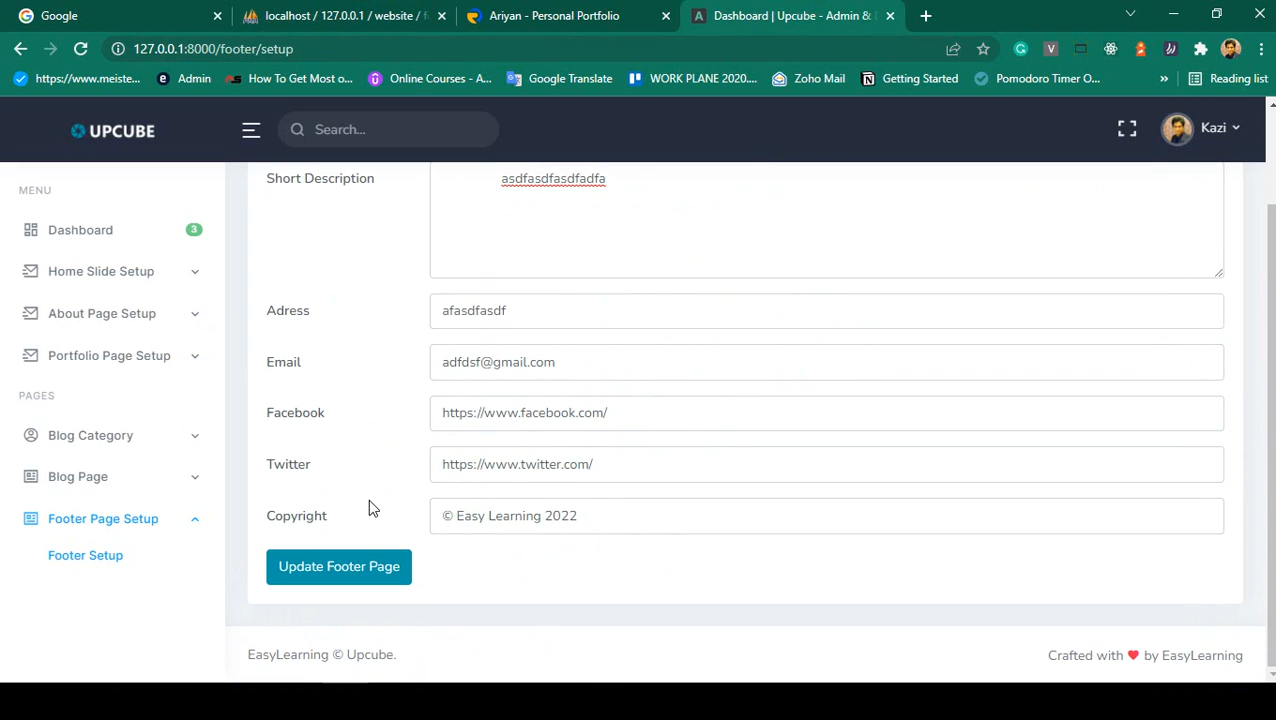 Google
localhost / 127.0.0.1 / website / f
Ariyan - Personal Portfolio
Dashboard | Upcube - Admin &
127.0.0.1:8000/footer/setup
https://www.meiste...
Admin
How To Get Most o...
Online Courses - A...
Google Translate
WORK PLANE 2020....
Zoho Mail
Getting Started
Pomodoro Timer O...
»
Reading list
UPCUBE
Search...
Kazi
MENU
Dashboard
3
Home Slide Setup
About Page Setup
Portfolio Page Setup
PAGES
Blog Category
Blog Page
Footer Page Setup
Footer Setup
Short Description
asdfasdfasdfadfa
Adress
afasdfasdf
Email
adfdsf@gmail.com
Facebook
https://www.facebook.com/
Twitter
https://www.twitter.com/
Copyright
© Easy Learning 2022
Update Footer Page
EasyLearning © Upcube.
Crafted with ❤ by EasyLearning